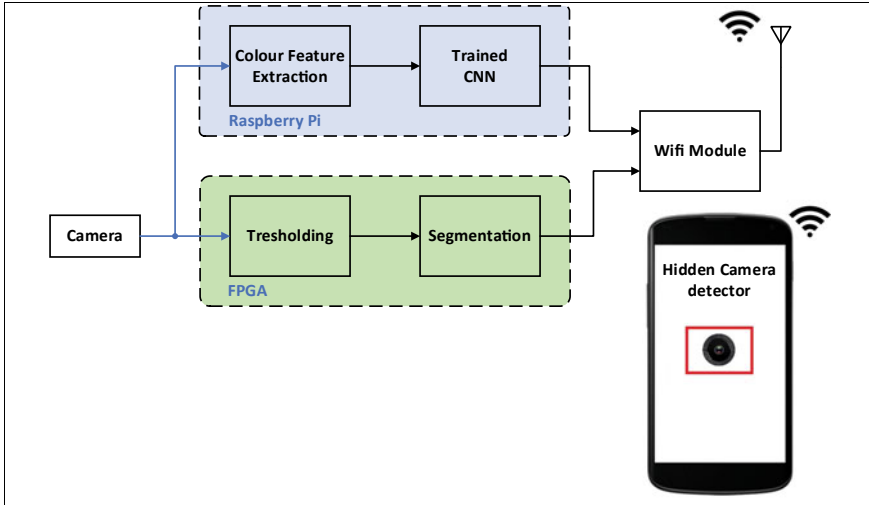 Colour Feature
Extraction
Trained
CNN
Raspberry Pi
Wifi Module
Camera
Tresholding
Segmentation
FPGA
Hidden Camera
detector